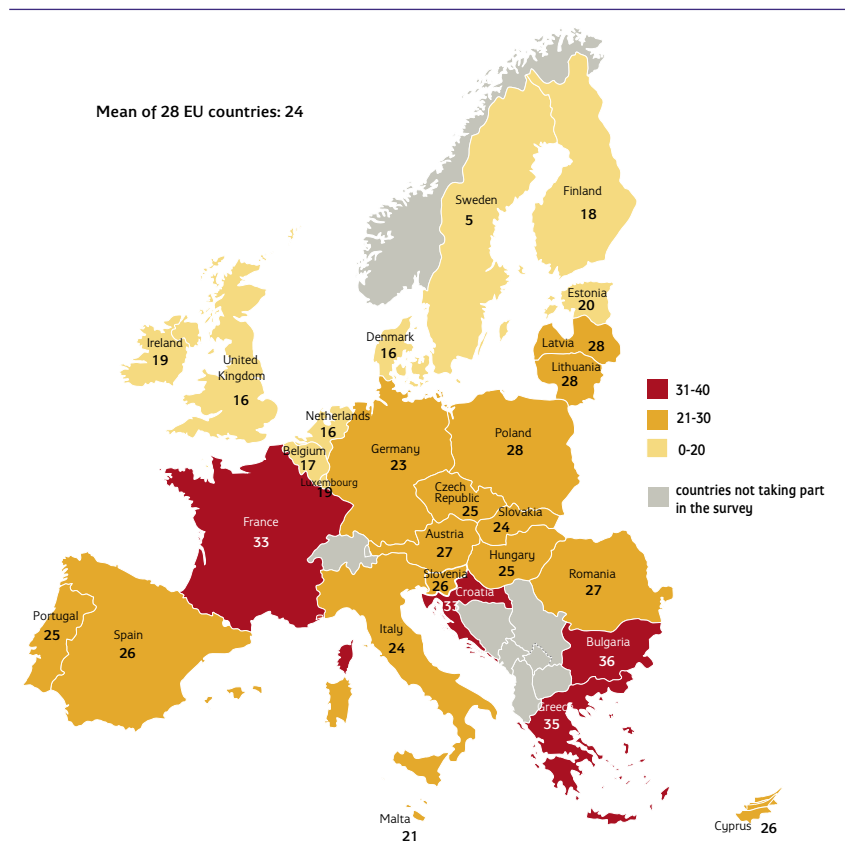 Mean of 28 EU countries: 24
Sweden
5
Finland
18
Estonia
20
Ireland
19
United
Kingdom
16
Denmark
16
Latvia 28
Lithuania
28
31-40
21-30
0-20
countries not taking part
in the survey
Netherlands
16
Belgium
17
Luxembourg
19
Germany
23
Poland
28
Czech
Republic
25
Slovakia
24
France
33
Austria
27
Hungary
25
Slovenia
26
Croatia
33
Romania
27
Portugal
25
Spain
26
Italy
24
Bulgaria
36
Greece
35
Malta
21
Cyprus 26